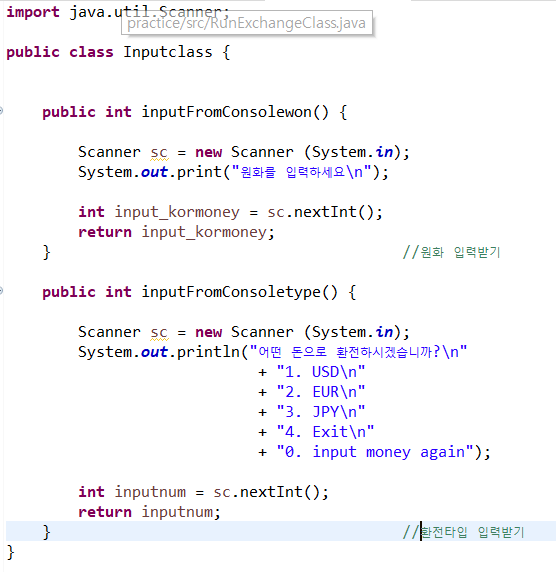 import java.util.Scanner;
practice/src/RunExchangeClass.java
public class Inputclass {
public int inputFromConsolewon() {
Scanner sc = new Scanner (System.in);
System.out.print("원화를 입력하세요\n");
int input_kormoney = sc.nextInt();
return input_kormoney;
} //원화 입력받기
public int inputFromConsoletype() {
Scanner sc = new Scanner (System.in);
System.out.println("어떤 돈으로 환전하시겠습니까?\n"
+ "1. USD\n"
+ "2. EUR\n"
+ "3. JPY\n"
+ "4. Exit\n"
+ "0. input money again");
int inputnum = sc.nextInt();
return inputnum;
} //환전타입 입력받기
}